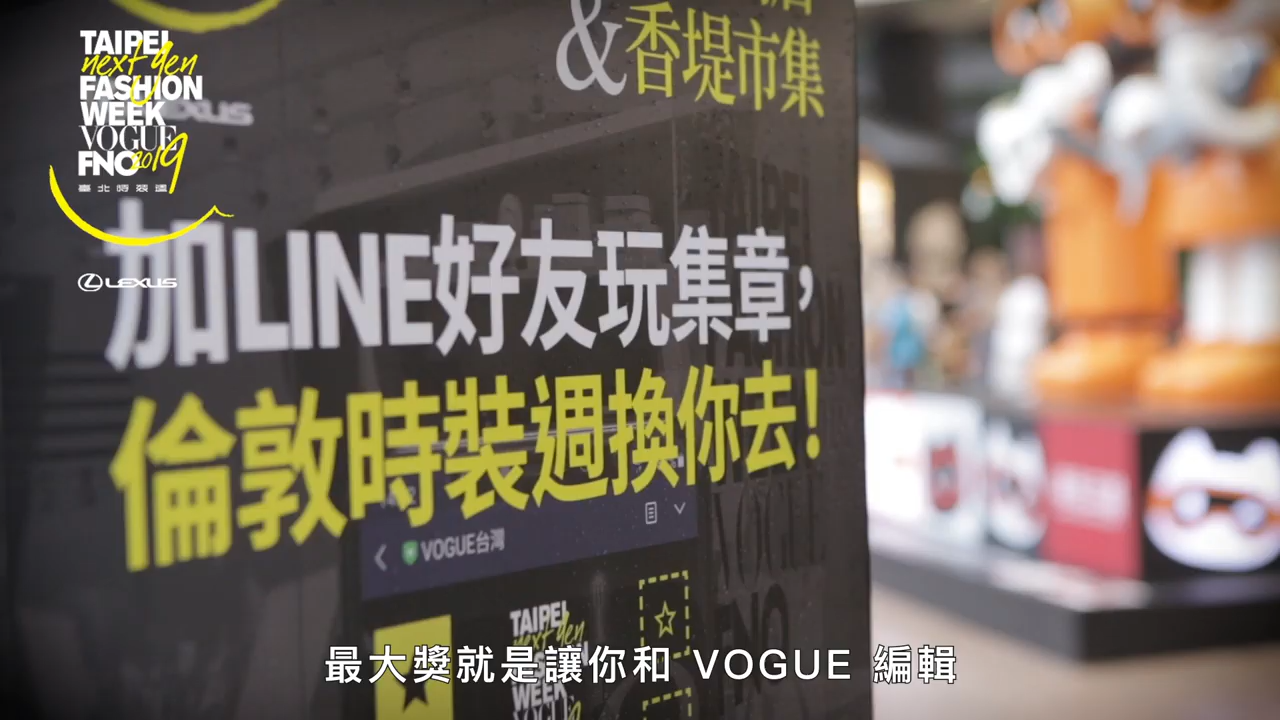 TAIPEI
next gen
FASHION
WEEK
VOGUE
FNO 2019
臺北時裝週
LEXUS
&香堤市集
加LINE好友玩集章,
倫敦時裝週換你去!
VOGUE台灣
TAIPEI
next gen
FASHION
WEEK
VOGUE
最大獎就是讓你和 VOGUE 編輯